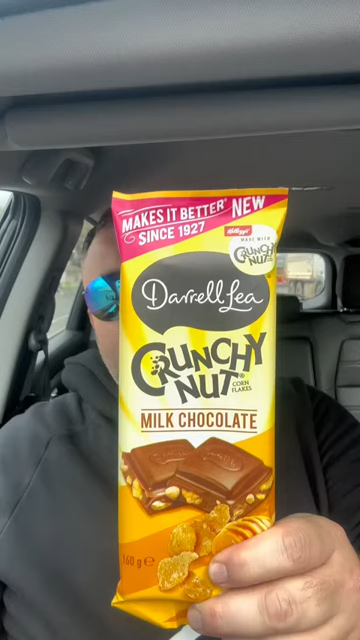 MAKES IT BETTER NEW
SINCE 1927
Kellogg's
MADE WITH
CRUNCHY
NUT
Darrell Lea
CRUNCHY
NUT®
CORN
FLAKES
MILK CHOCOLATE
160 g ℮